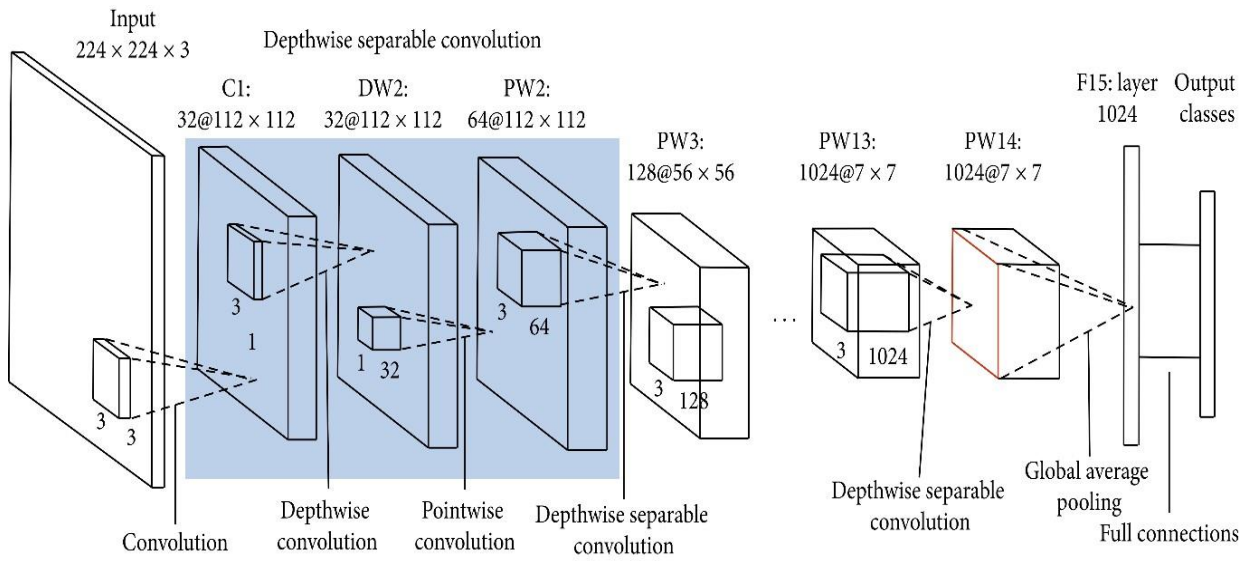 Input
224 × 224 × 3
Depthwise separable convolution
C1:
32@112 × 112
DW2:
32@112 × 112
PW2:
64@112 × 112
PW3:
128@56 × 56
PW13:
1024@7 × 7
PW14:
1024@7 × 7
F15: layer
1024
Output
classes
3
3
3
1
1
32
3
64
3
128
. . .
3
1024
Convolution
Depthwise
convolution
Pointwise
convolution
Depthwise separable
convolution
Depthwise separable
convolution
Global average
pooling
Full connections